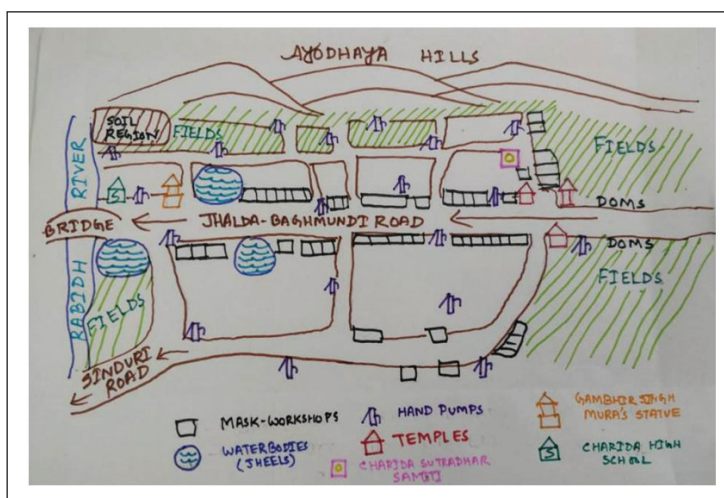 AYODHAYA HILLS
SOIL
REGION
FIELDS
FIELDS
RIVER
S
DOMS
BRIDGE
JHALDA-BAGHMUNDI ROAD
DOMS
RABIDH
FIELDS
FIELDS
SINDURI
ROAD
MASK-WORKSHOPS
HAND PUMPS
GAMBHIR SINGH
MURA'S STATUE
WATERBODIES
(JHEELS)
TEMPLES
S
CHARIDA HIGH
SCHOOL
CHARIDA SUTRADHAR
SAMITI